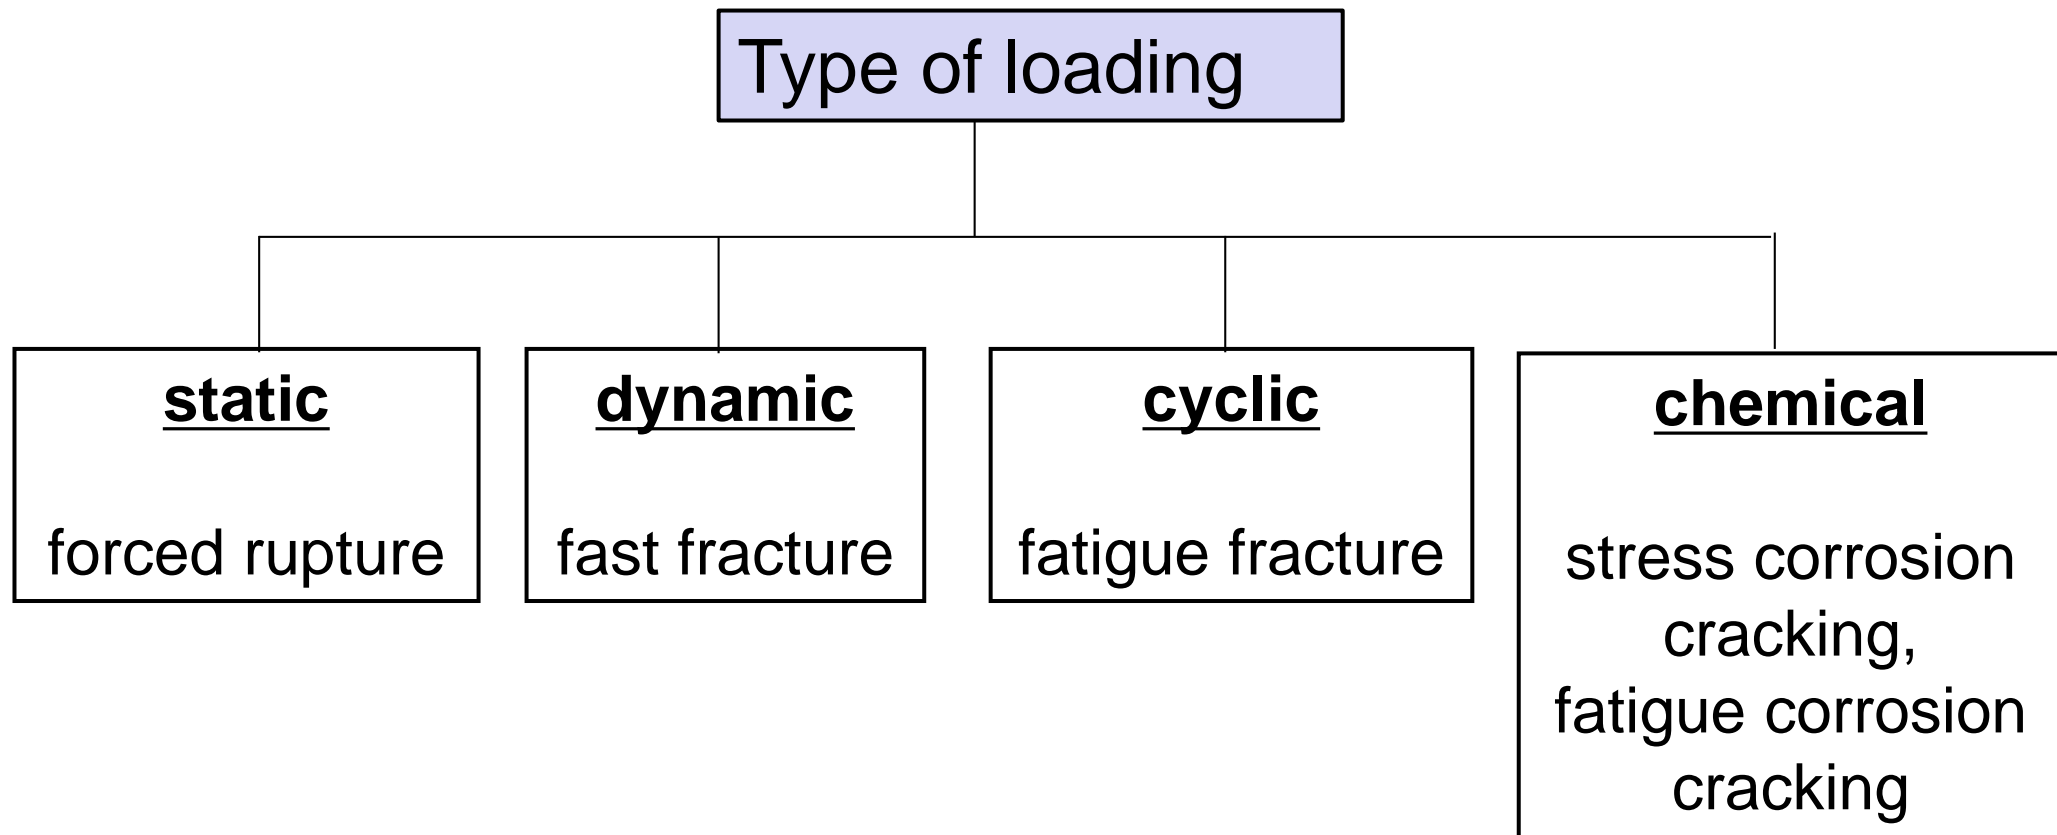 Type of loading
static
forced rupture
dynamic
fast fracture
cyclic
fatigue fracture
chemical
stress corrosion
cracking,
fatigue corrosion
cracking